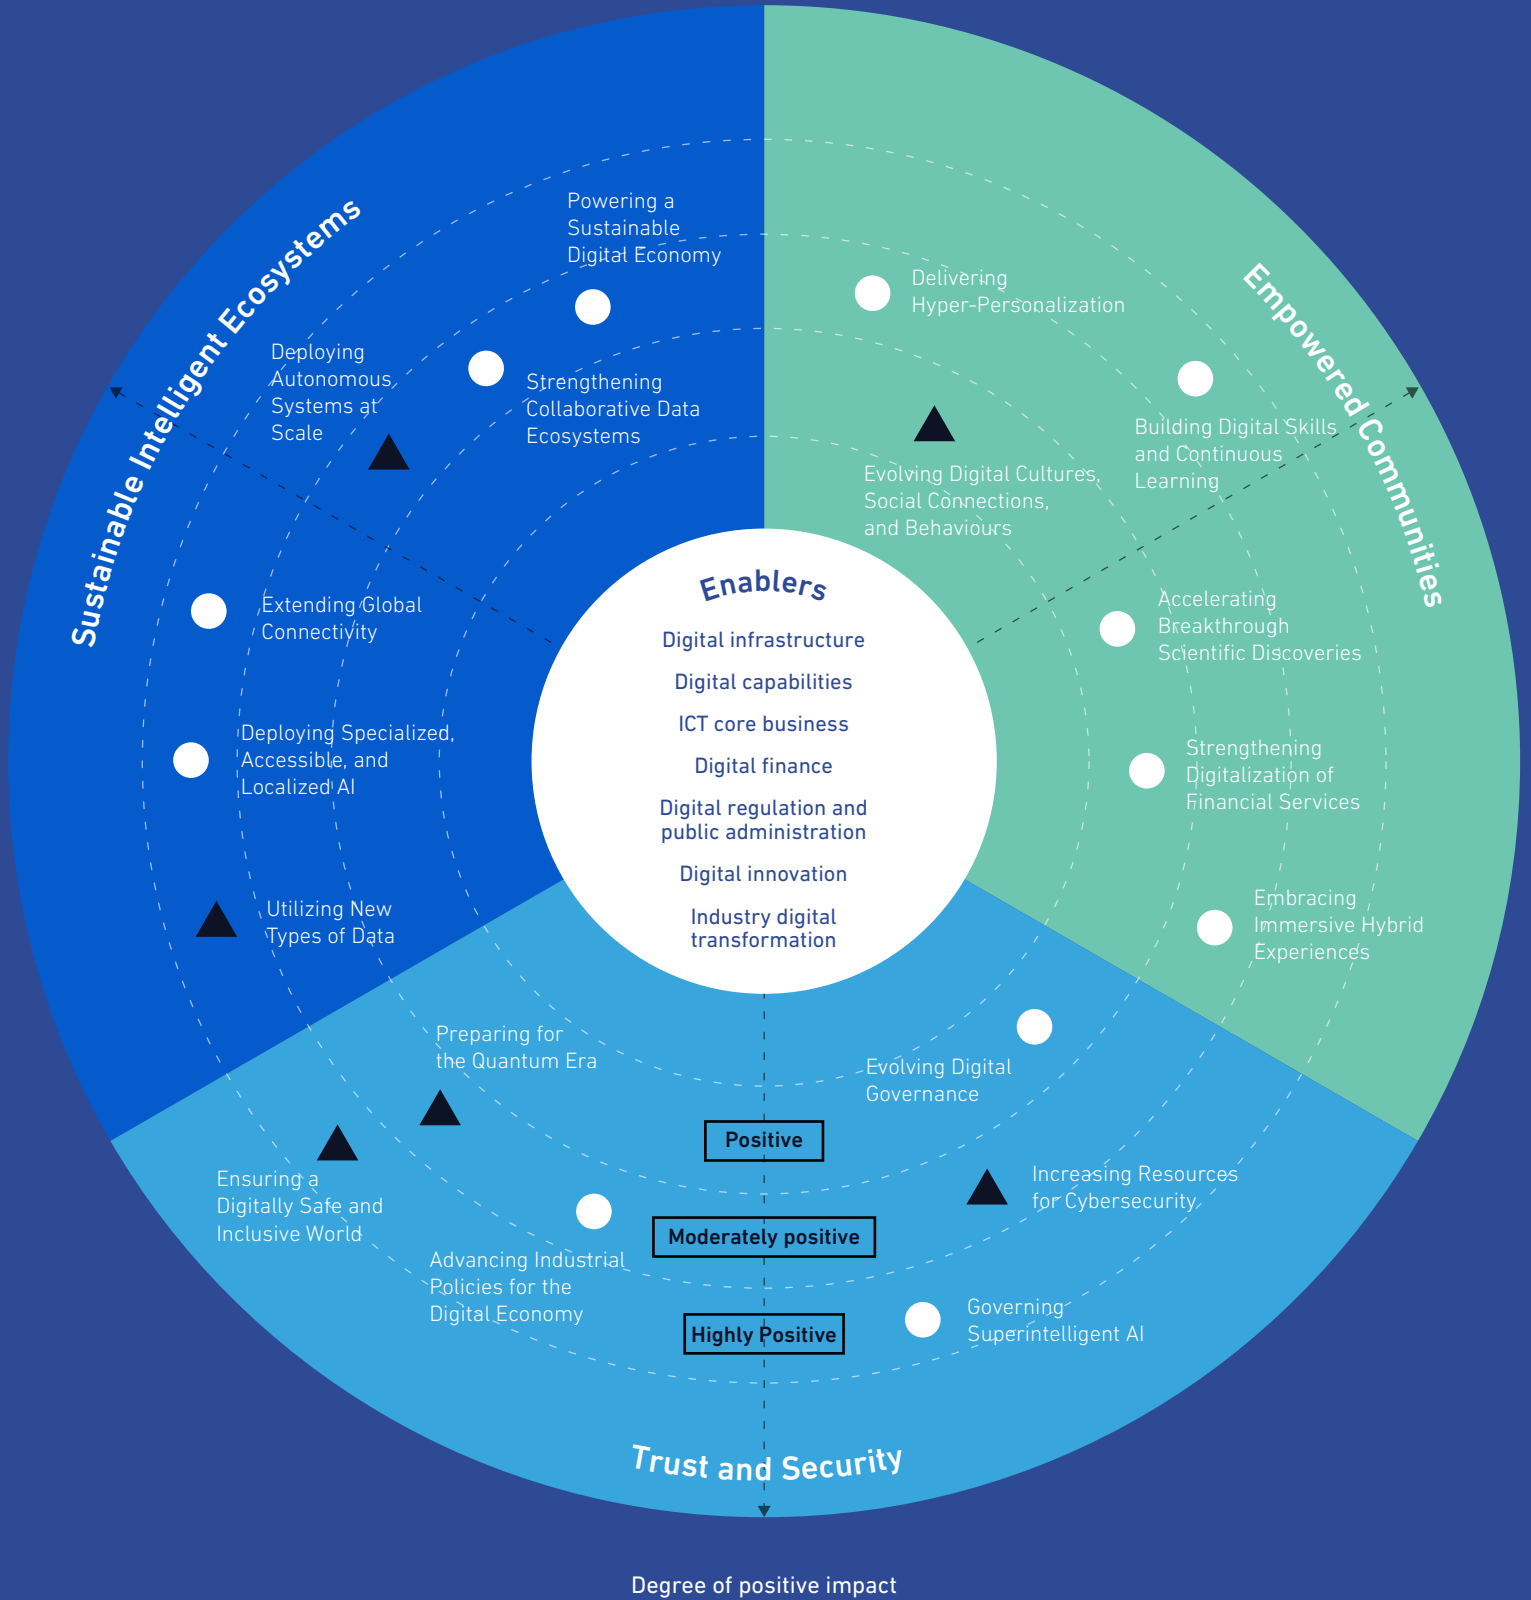 Sustainable Intelligent Ecosystems
Powering a
Sustainable
Digital Economy
Deploying
Autonomous
Systems at
Scale
Strengthening
Collaborative Data
Ecosystems
Extending Global
Connectivity
Deploying Specialized,
Accessible, and
Localized AI
Utilizing New
Types of Data
Empowered Communities
Delivering
Hyper-Personalization
Building Digital Skills
and Continuous
Learning
Evolving Digital Cultures,
Social Connections,
and Behaviours
Accelerating
Breakthrough
Scientific Discoveries
Strengthening
Digitalization of
Financial Services
Embracing
Immersive Hybrid
Experiences
Enablers
Digital infrastructure
Digital capabilities
ICT core business
Digital finance
Digital regulation and
public administration
Digital innovation
Industry digital
transformation
Preparing for
the Quantum Era
Ensuring a
Digitally Safe and
Inclusive World
Advancing Industrial
Policies for the
Digital Economy
Evolving Digital
Governance
Increasing Resources
for Cybersecurity
Governing
Superintelligent AI
Positive
Moderately positive
Highly Positive
Trust and Security
Degree of positive impact